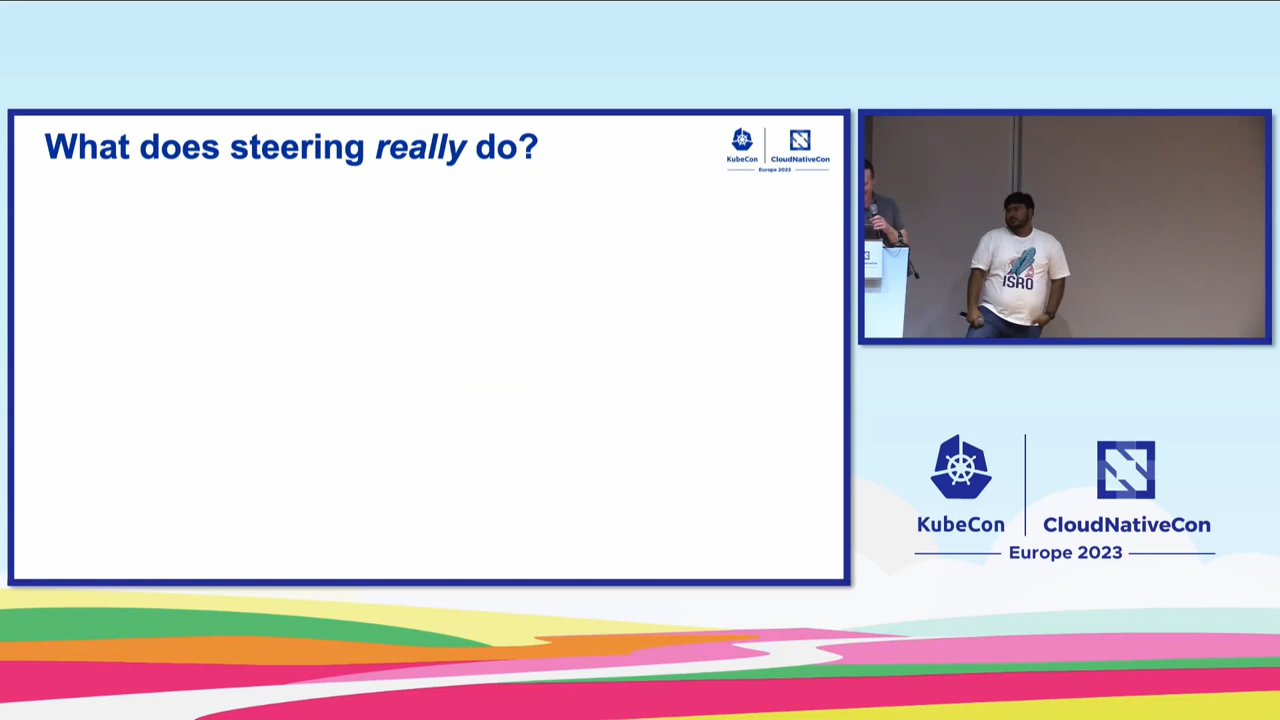 What does steering really do?
KubeCon
CloudNativeCon
Europe 2023
ISRO
KubeCon
CloudNativeCon
Europe 2023